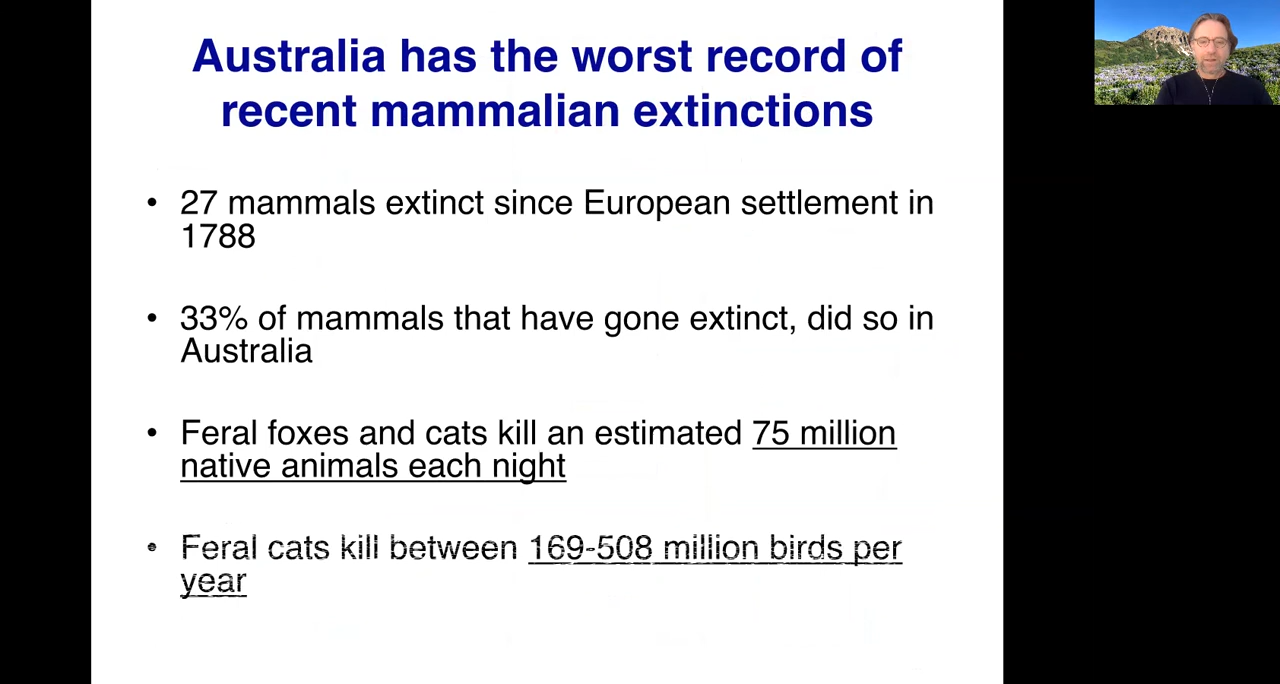 Australia has the worst record of
recent mammalian extinctions
• 27 mammals extinct since European settlement in
1788
• 33% of mammals that have gone extinct, did so in
Australia
• Feral foxes and cats kill an estimated 75 million
native animals each night
• Feral cats kill between 169-508 million birds per
year